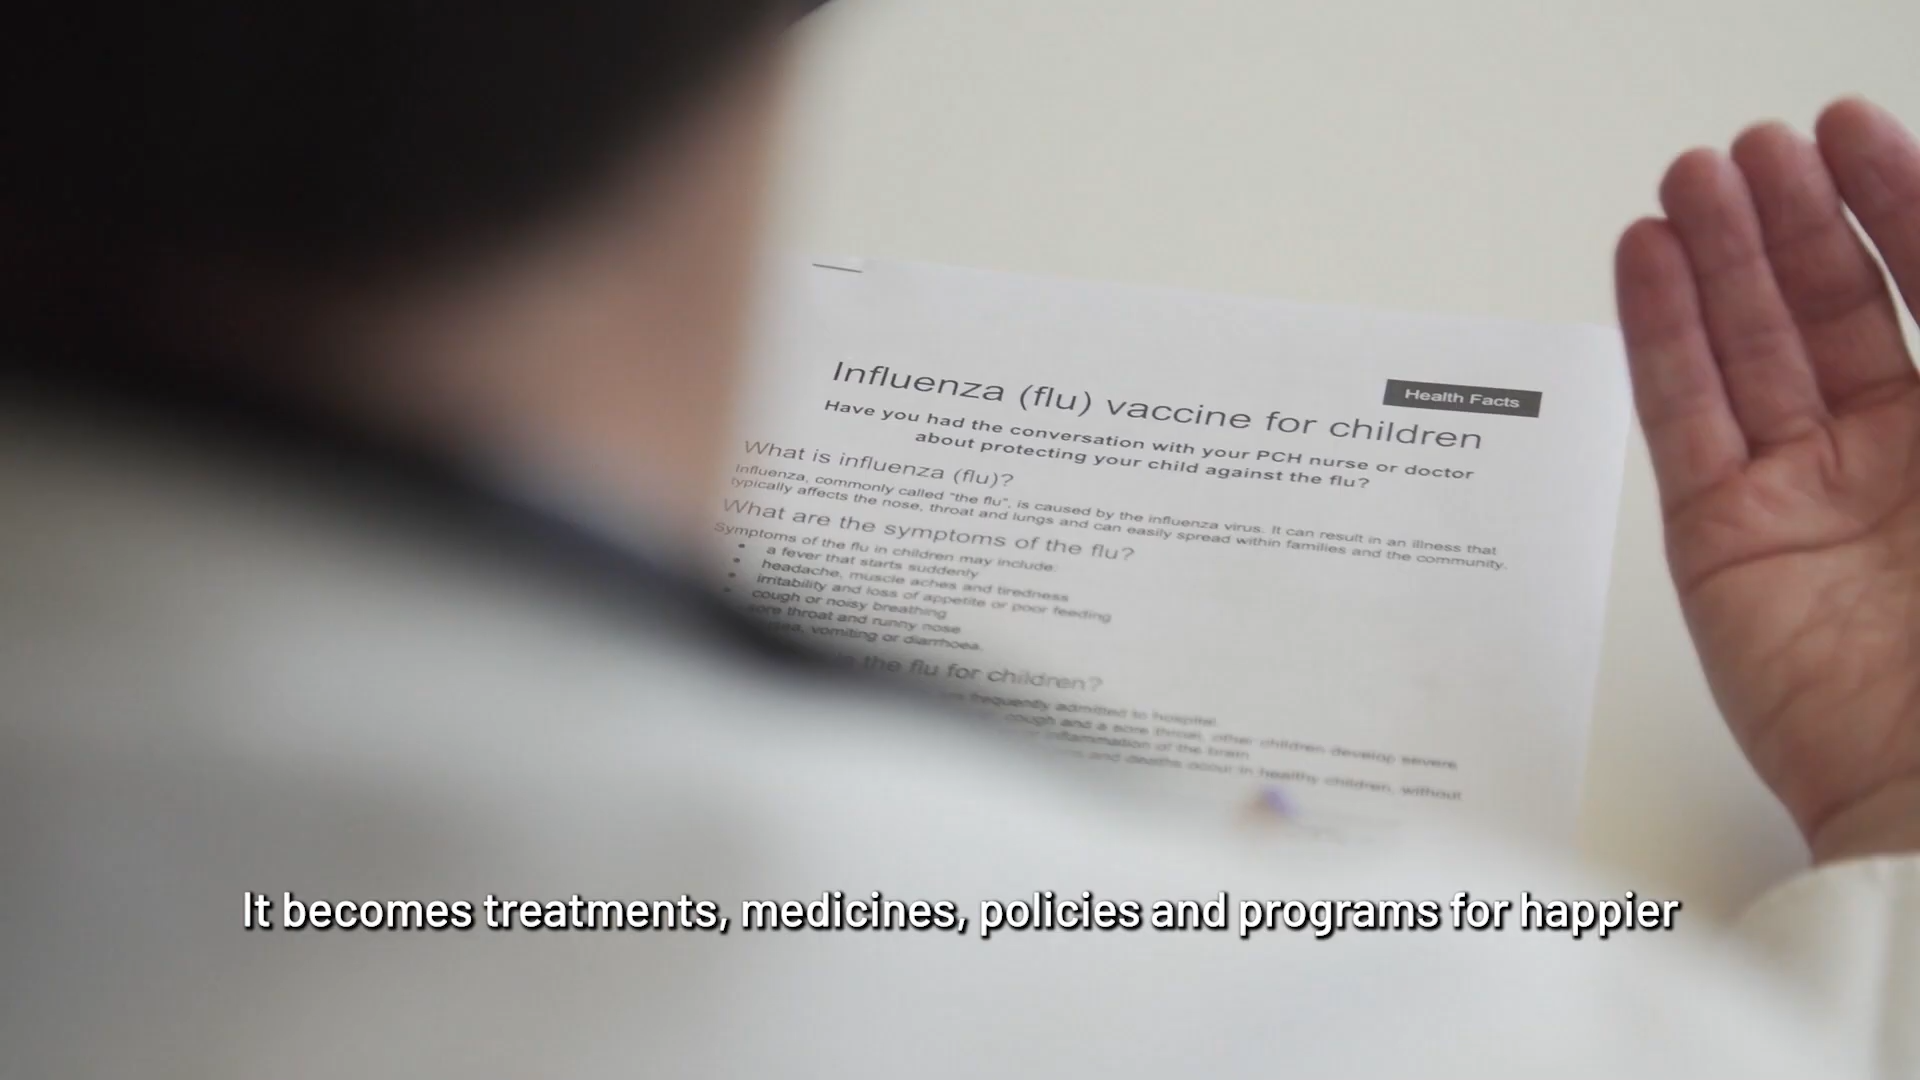 Health Facts
Influenza (flu) vaccine for children
Have you had the conversation with your PCH nurse or doctor
about protecting your child against the flu?
What is influenza (flu)?
Influenza, commonly called "the flu", is caused by the influenza virus. It can result in an illness that
typically affects the nose, throat and lungs and can easily spread within families and the community.
What are the symptoms of the flu?
Symptoms of the flu in children may include:
• a fever that starts suddenly
• headache, muscle aches and tiredness
• irritability and loss of appetite or poor feeding
• cough or noisy breathing
sore throat and runny nose
vomiting or diarrhoea.
the flu for children?
frequently admitted to hospital
cough and a sore throat, other children develop severe
inflammation of the brain
and deaths occur in healthy children, without
It becomes treatments, medicines, policies and programs for happier